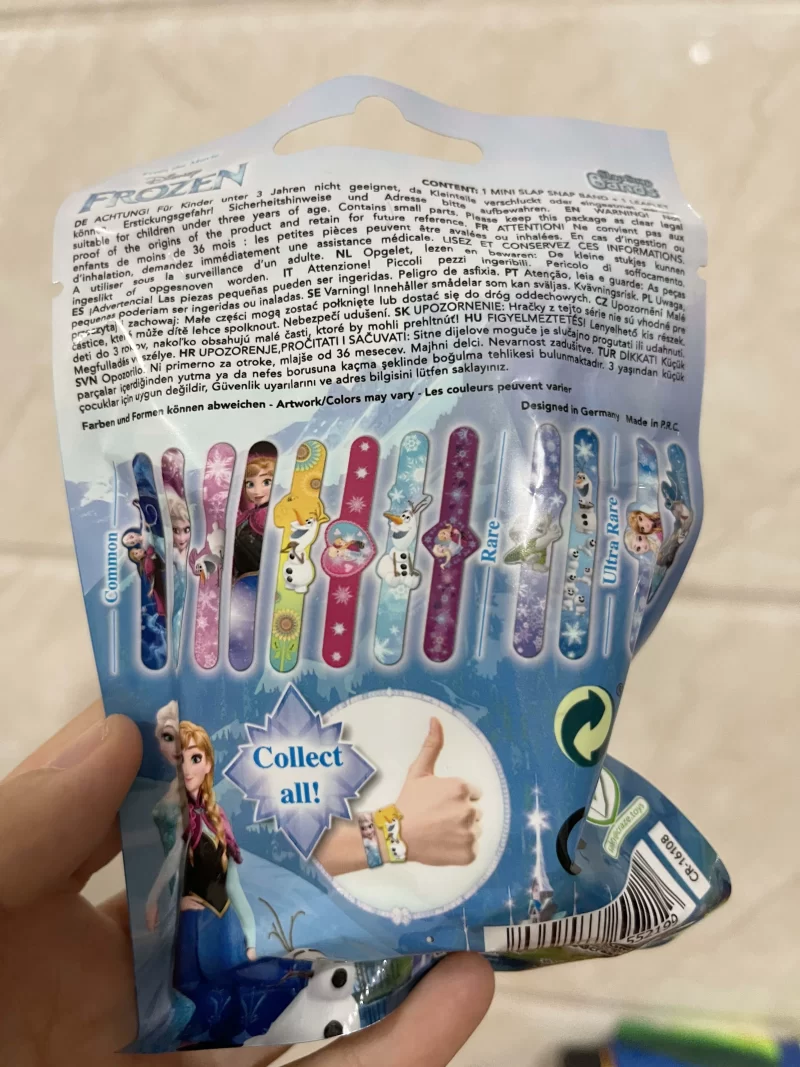 Disney
FROZEN
CONTENT: 1 MINI SLAP SNAP BAND + 1 LEAFLET
DE ACHTUNG! Für Kinder unter 3 Jahren nicht geeignet, da Kleinteile verschluckt oder eingeatmet
Erstickungsgefahr! Sicherheitshinweise und Adresse bitte aufbewahren. EN WARNING! Not
suitable for children under three years of age. Contains small parts. Please keep this package as clear legal
proof of the origins of the product and retain for future reference. FR ATTENTION! Ne convient pas aux
enfants de moins de 36 mois : les petites pièces peuvent être avalées ou inhalées. En cas d'ingestion ou
d'inhalation, demandez immédiatement une assistance médicale. LISEZ ET CONSERVEZ CES INFORMATIONS.
A utiliser sous la surveillance d'un adulte. NL Opgelet, lezen en bewaren: De kleine stukjes kunnen
ingeslikt of opgesnoven worden. IT Attenzione! Piccoli pezzi ingeribili. Pericolo di soffocamento.
ES ¡Advertencia! Las piezas pequeñas pueden ser ingeridas. Peligro de asfixia. PT Atenção, leia e guarde: As peças
pequenas poderiam ser ingeridas ou inaladas. SE Varning! Innehåller smådelar som kan sväljas. Kvävningsrisk. PL Uwaga,
przeczytaj i zachowaj: Małe części mogą zostać połknięte lub dostać się do dróg oddechowych. CZ Upozornění Malé
částice, které může dítě lehce spolknout. Nebezpečí udušení. SK UPOZORNENIE: Hračky z tejto série nie sú vhodné pre
deti do 3 rokov, nakoľko obsahujú malé časti, ktoré by mohli prehltnúť! HU FIGYELMEZTETÉS! Lenyelhető kis részek.
Megfulladás veszélye. HR UPOZORENJE,PROČITATI I SAČUVATI: Sitne dijelove moguče je slučajno progutati ili udahnuti.
SVN Opozorilo. Ni primerno za otroke, mlajše od 36 mesecev. Majhni delci. Nevarnost zadušitve. TUR DİKKAT! Küçük
parçalar içerdiğinden yutma ya da nefes borusuna kaçma şeklinde boğulma tehlikesi bulunmaktadır. 3 yaşından küçük
çocuklar için uygun değildir, Güvenlik uyarılarını ve adres bilgisini lütfen saklayınız.
Farben und Formen können abweichen - Artwork/Colors may vary - Les couleurs peuvent varier
Designed in Germany Made in P.R.C.
Common
Rare
Ultra Rare
Collect
all!
CR-16108